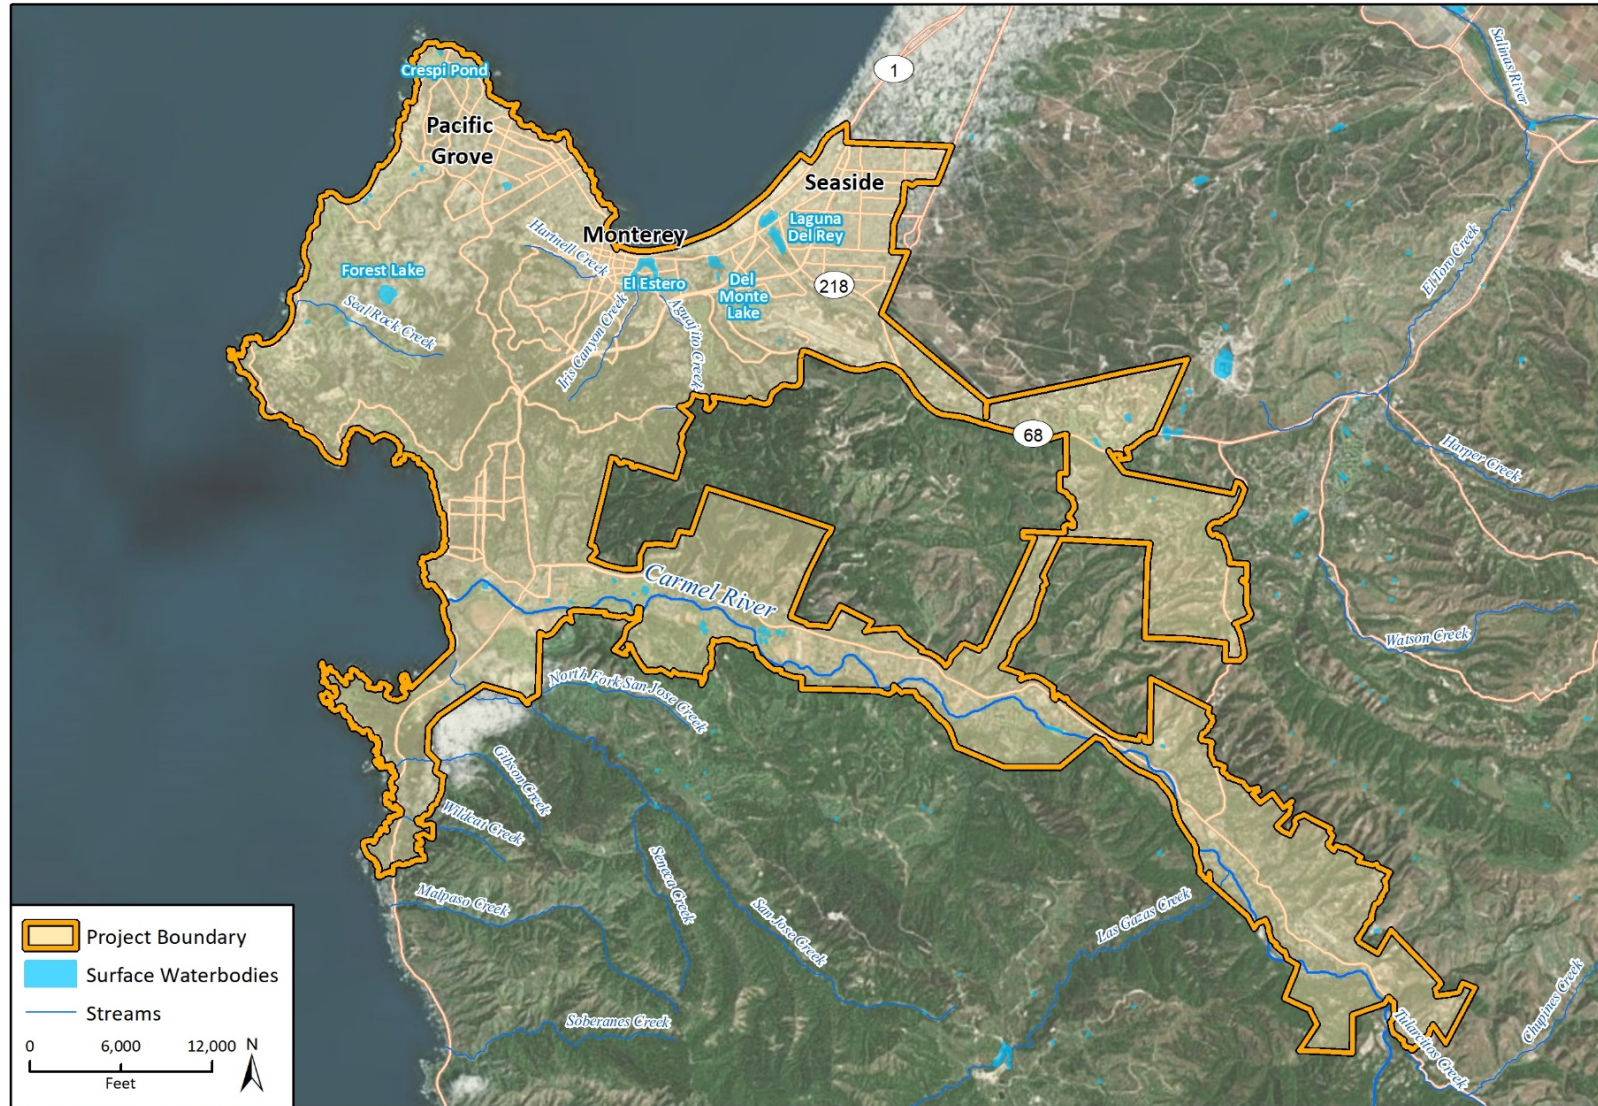 Crespi Pond
Pacific
Grove
1
Salinas River
Seaside
Laguna
Del Rey
Monterey
Hartnell Creek
El Toro Creek
Forest Lake
El Estero
Del
Monte
Lake
218
Seal Rock Creek
Iris Canyon Creek
Aguajito Creek
68
Harper Creek
Carmel River
Watson Creek
North Fork San Jose Creek
Gibson Creek
Wildcat Creek
Seneca Creek
Malpaso Creek
San Jose Creek
Las Gazas Creek
Soberanes Creek
Tularcitos Creek
Chupines Creek
Project Boundary
Surface Waterbodies
Streams
0 6,000 12,000 N
Feet